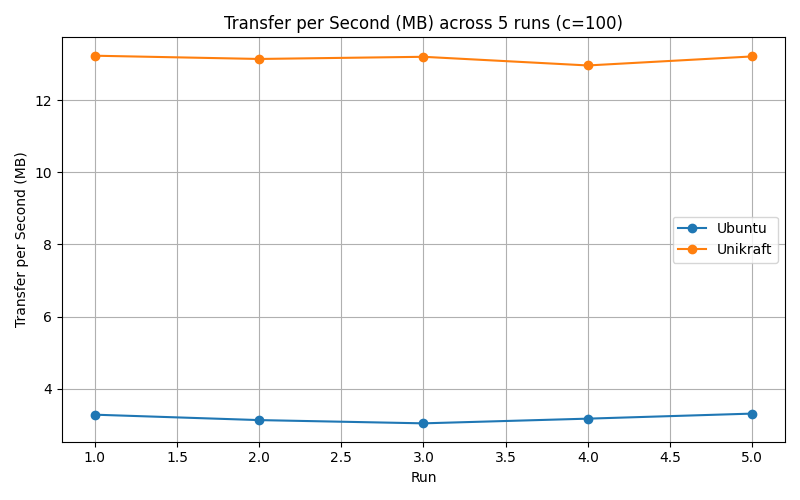 Transfer per Second (MB) across 5 runs (c=100)
Transfer per Second (MB)
12
10
8
6
4
Ubuntu
Unikraft
1.0 1.5 2.0 2.5 3.0 3.5 4.0 4.5 5.0
Run